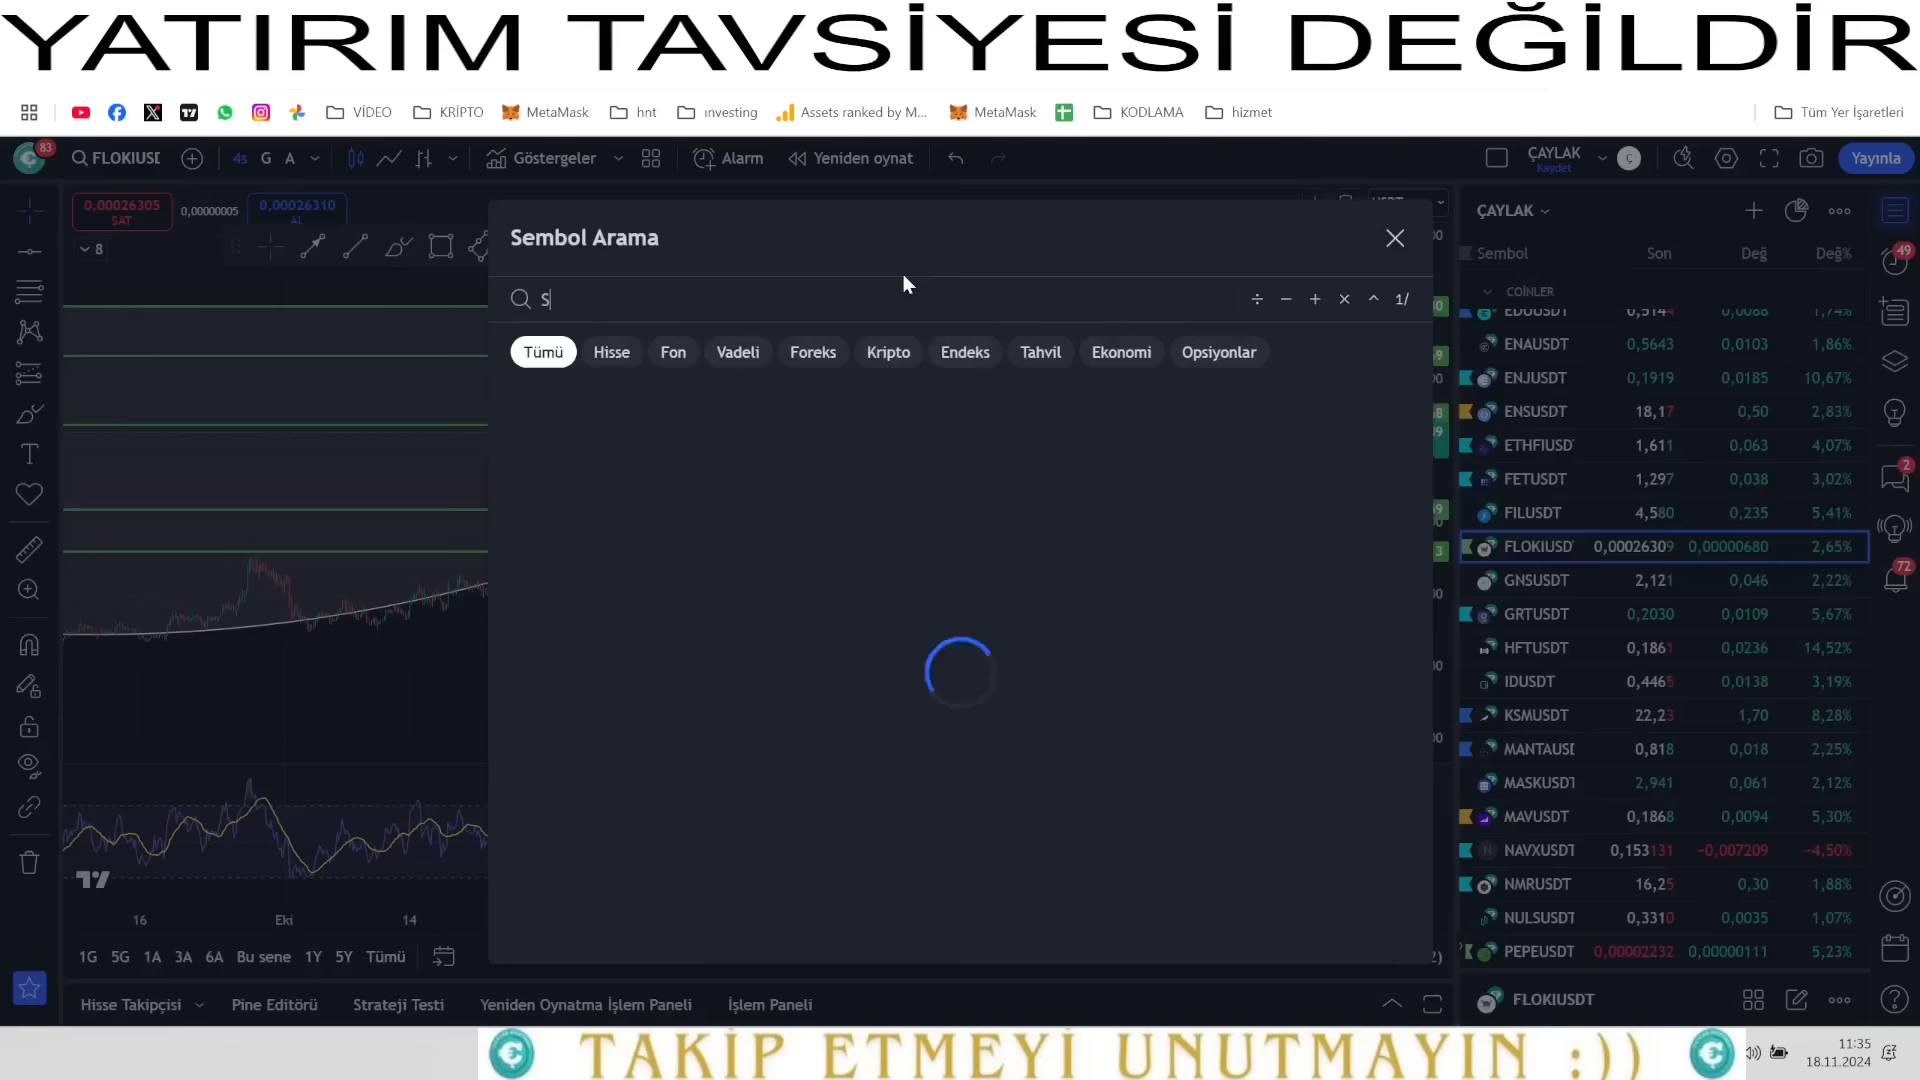 YATIRIM TAVSİYESİ DEĞİLDİR
VİDEO KRİPTO MetaMask hnt ınvesting Assets ranked by M... MetaMask KODLAMA hizmet Tüm Yer İşaretleri
83 FLOKIUSI 4s G A Göstergeler Alarm Yeniden oynat ÇAYLAK Kaydet Ç Yayınla
0,00026305 SAT 0,00000005 0,00026310 AL
8
Sembol Arama
S ÷ − + × ^ 1/
Tümü Hisse Fon Vadeli Foreks Kripto Endeks Tahvil Ekonomi Opsiyonlar
ÇAYLAK
Sembol Son Değ Değ% 49
COİNLER
EDUUSDT 0,5144 0,0088 1,74%
ENAUSDT 0,5643 0,0103 1,86%
ENJUSDT 0,1919 0,0185 10,67%
ENSUSDT 18,17 0,50 2,83%
ETHFIUSD 1,611 0,063 4,07%
FETUSDT 1,297 0,038 3,02% 2
FILUSDT 4,580 0,235 5,41%
FLOKIUSD 0,00026309 0,00000680 2,65%
GNSUSDT 2,121 0,046 2,22% 72
GRTUSDT 0,2030 0,0109 5,67%
HFTUSDT 0,1861 0,0236 14,52%
IDUSDT 0,4465 0,0138 3,19%
KSMUSDT 22,23 1,70 8,28%
MANTAUSI 0,818 0,018 2,25%
MASKUSDT 2,941 0,061 2,12%
MAVUSDT 0,1868 0,0094 5,30%
NAVXUSDT 0,153131 −0,007209 −4,50%
NMRUSDT 16,25 0,30 1,88%
NULSUSDT 0,3310 0,0035 1,07%
PEPEUSDT 0,00002232 0,00000111 5,23%
16 Eki 14
1G 5G 1A 3A 6A Bu sene 1Y 5Y Tümü
Hisse Takipçisi Pine Editörü Strateji Testi Yeniden Oynatma İşlem Paneli İşlem Paneli
FLOKIUSDT
TAKİP ETMEYİ UNUTMAYIN :))
11:35
18.11.2024